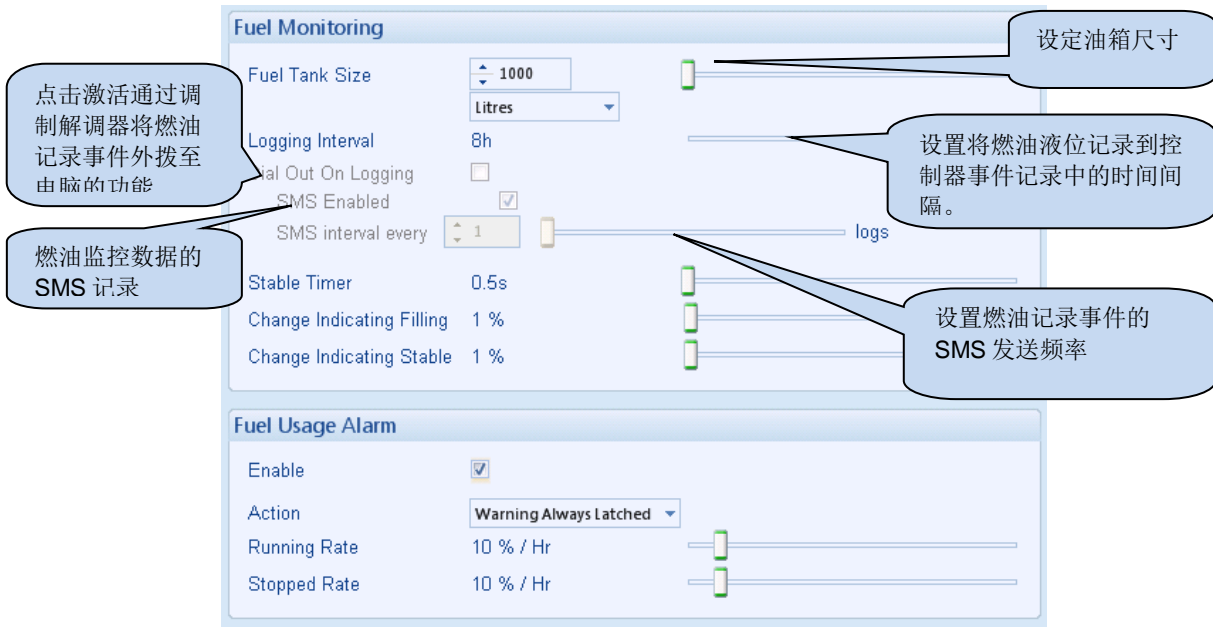 Fuel Monitoring
设定油箱尺寸
Fuel Tank Size
1000
Litres
点击激活通过调
制解调器将燃油
记录事件外拨至
电脑的功能
Logging Interval
8h
设置将燃油液位记录到控
制器事件记录中的时间间
隔。
ial Out On Logging
SMS Enabled
SMS interval every
1
logs
燃油监控数据的
SMS 记录
Stable Timer
0.5s
Change Indicating Filling
1 %
设置燃油记录事件的
SMS 发送频率
Change Indicating Stable
1 %
Fuel Usage Alarm
Enable
Action
Warning Always Latched
Running Rate
10 % / Hr
Stopped Rate
10 % / Hr